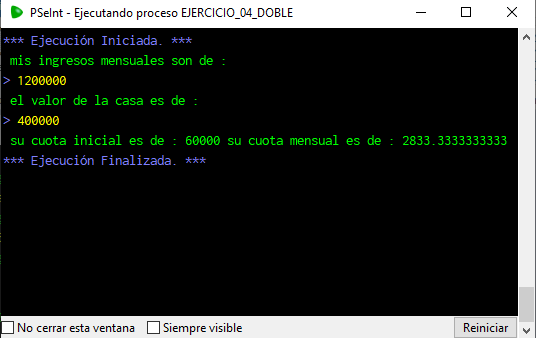 PSeInt - Ejecutando proceso EJERCICIO_04_DOBLE
*** Ejecución Iniciada. ***
mis ingresos mensuales son de :
> 1200000
el valor de la casa es de :
> 400000
su cuota inicial es de : 60000 su cuota mensual es de : 2833.3333333333
*** Ejecución Finalizada. ***
No cerrar esta ventana Siempre visible Reiniciar